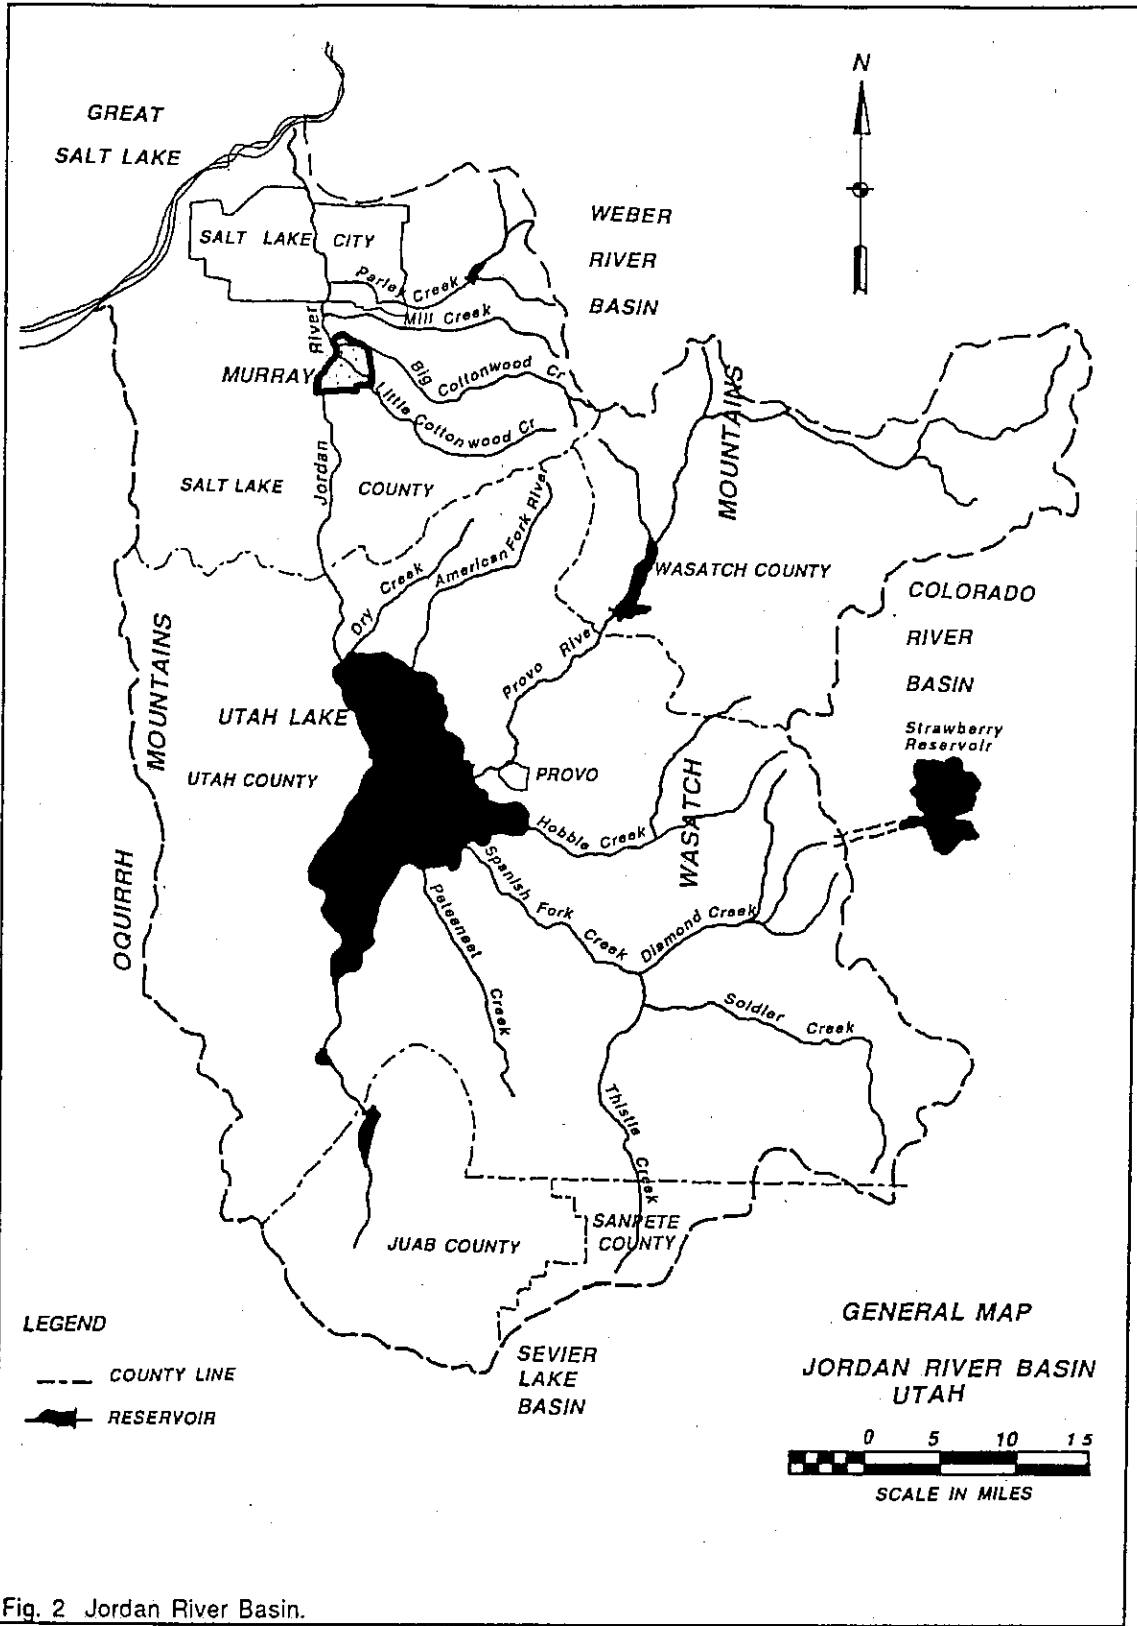 N
GREAT
SALT LAKE
WEBER
RIVER
BASIN
SALT LAKE CITY
Parley Creek
Mill Creek
River
MURRAY
Big Cottonwood Cr
Little Cottonwood Cr
MOUNTAINS
Jordan
SALT LAKE COUNTY
American Fork River
Dry Creek
WASATCH COUNTY
COLORADO
RIVER
BASIN
MOUNTAINS
Provo River
UTAH LAKE
Strawberry
Reservoir
UTAH COUNTY
PROVO
WASATCH
Hobble Creek
OQUIRRH
Spanish Fork Creek
Peteeneet Creek
Diamond Creek
Soldier Creek
Thistle Creek
SANPETE
COUNTY
JUAB COUNTY
LEGEND
COUNTY LINE
RESERVOIR
SEVIER
LAKE
BASIN
GENERAL MAP
JORDAN RIVER BASIN
UTAH
0 5 10 15
SCALE IN MILES
Fig. 2 Jordan River Basin.